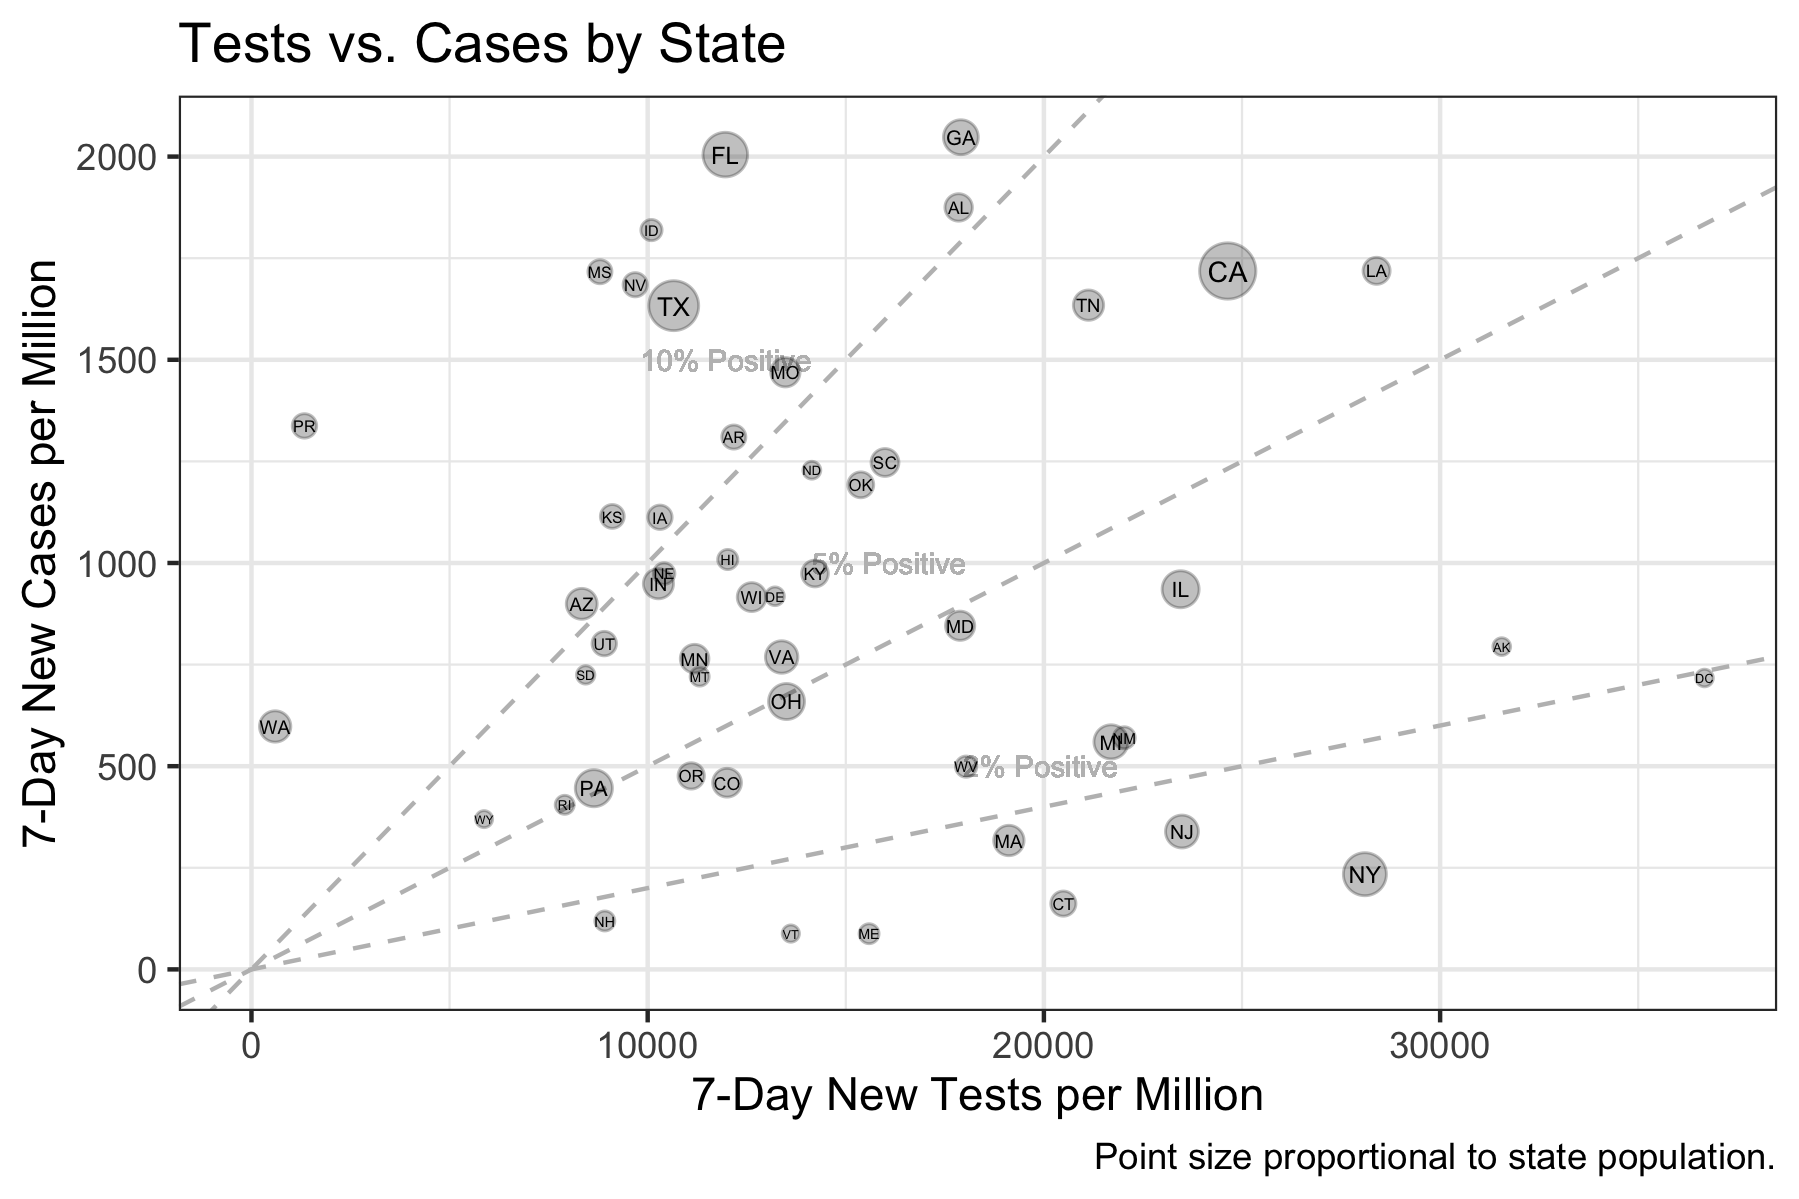 Tests vs. Cases by State
7-Day New Cases per Million
2000
1500
1000
500
0
GA
FL
AL
ID
CA
LA
MS
NV
TX
TN
10% Positive
MO
PR
AR
SC
ND
OK
KS
IA
HI
5% Positive
KY
NE
IN
AZ
WI
DE
IL
MD
UT
VA
MN
MT
SD
AK
DC
OH
WA
MI
NM
WV
2% Positive
OR
CO
PA
RI
WY
MA
NJ
NY
CT
NH
VT
ME
0 10000 20000 30000
7-Day New Tests per Million
Point size proportional to state population.